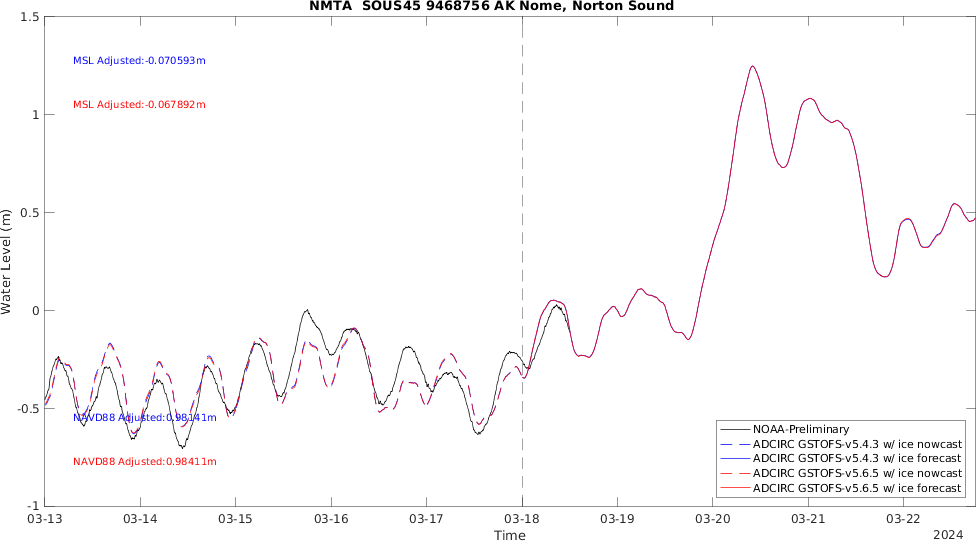 NMTA  SOUS45 9468756 AK Nome, Norton Sound
1.5
1
0.5
0
-0.5
-1
Water Level (m)
MSL Adjusted:-0.070593m
MSL Adjusted:-0.067892m
NAVD88 Adjusted:0.98141m
NAVD88 Adjusted:0.98411m
NOAA-Preliminary
ADCIRC GSTOFS-v5.4.3 w/ ice nowcast
ADCIRC GSTOFS-v5.4.3 w/ ice forecast
ADCIRC GSTOFS-v5.6.5 w/ ice nowcast
ADCIRC GSTOFS-v5.6.5 w/ ice forecast
03-13 03-14 03-15 03-16 03-17 03-18 03-19 03-20 03-21 03-22
Time
2024